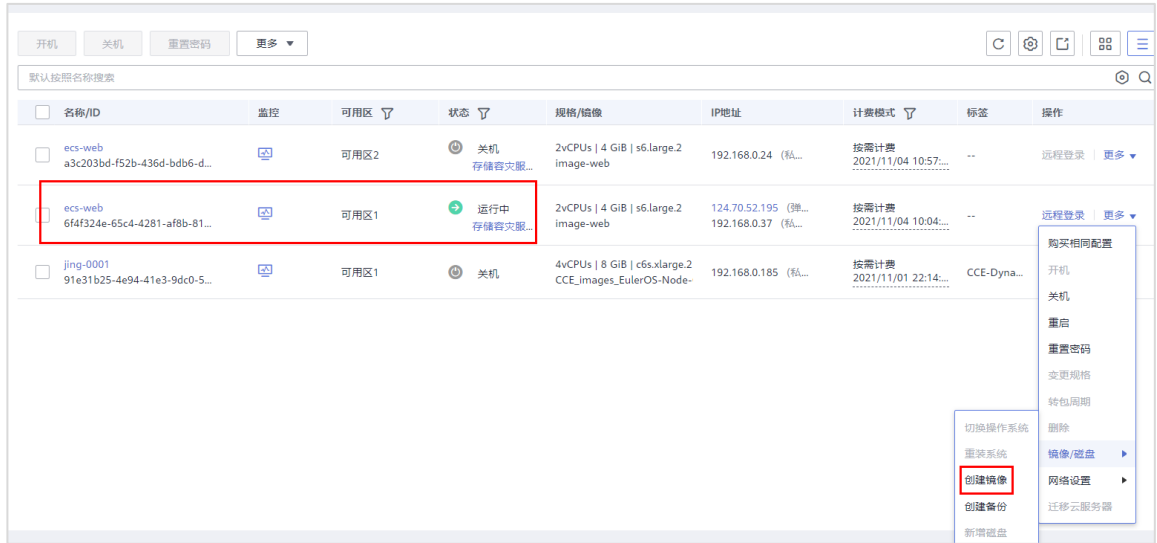 开机 关机 重置密码 更多
默认按照名称搜索
名称/ID 监控 可用区 状态 规格/镜像 IP地址 计费模式 标签 操作
ecs-web 关机 2vCPUs | 4 GiB | s6.large.2 按需计费
a3c203bd-f52b-436d-bdb6-d... 可用区2 存储容灾服... image-web 192.168.0.24 (私... 2021/11/04 10:57:... -- 远程登录 更多
ecs-web 运行中 2vCPUs | 4 GiB | s6.large.2 124.70.52.195 (弹... 按需计费
6f4f324e-65c4-4281-af8b-81... 可用区1 存储容灾服... image-web 192.168.0.37 (私... 2021/11/04 10:04:... -- 远程登录 更多
jing-0001 4vCPUs | 8 GiB | c6s.xlarge.2 按需计费
91e31b25-4e94-41e3-9dc0-5... 可用区1 关机 CCE_images_EulerOS-Node- 192.168.0.185 (私... 2021/11/01 22:14:... CCE-Dyna...
购买相同配置
开机
关机
重启
重置密码
变更规格
转包周期
删除
镜像/磁盘
网络设置
迁移云服务器
切换操作系统
重装系统
创建镜像
创建备份
新增磁盘